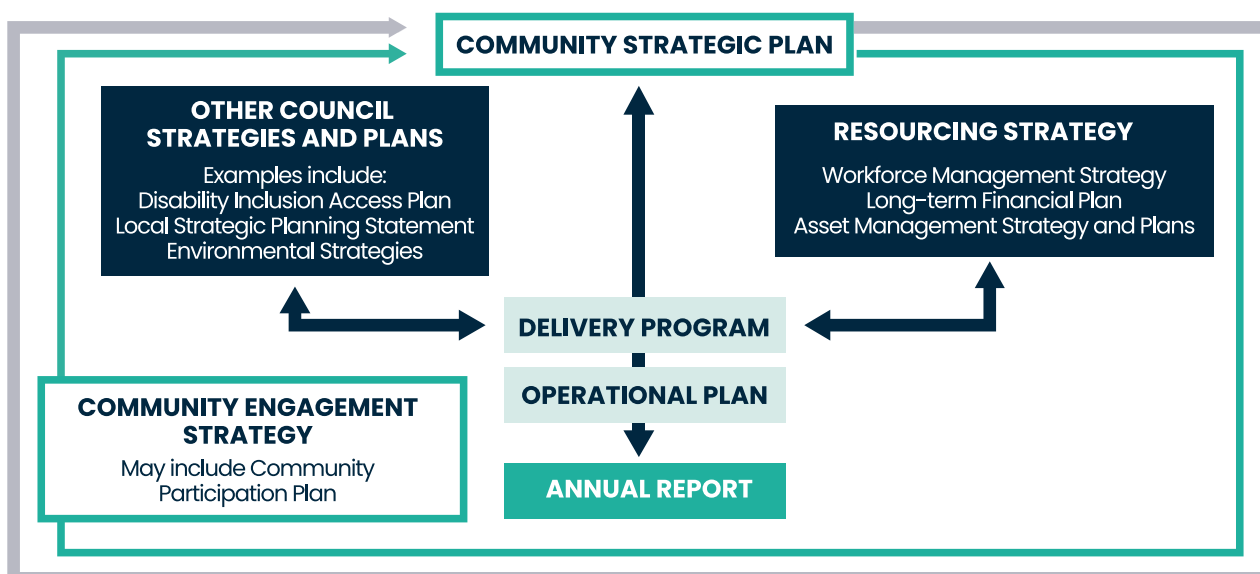 COMMUNITY STRATEGIC PLAN
OTHER COUNCIL
STRATEGIES AND PLANS
Examples include:
Disability Inclusion Access Plan
Local Strategic Planning Statement
Environmental Strategies
RESOURCING STRATEGY
Workforce Management Strategy
Long-term Financial Plan
Asset Management Strategy and Plans
DELIVERY PROGRAM
OPERATIONAL PLAN
COMMUNITY ENGAGEMENT
STRATEGY
May include Community
Participation Plan
ANNUAL REPORT